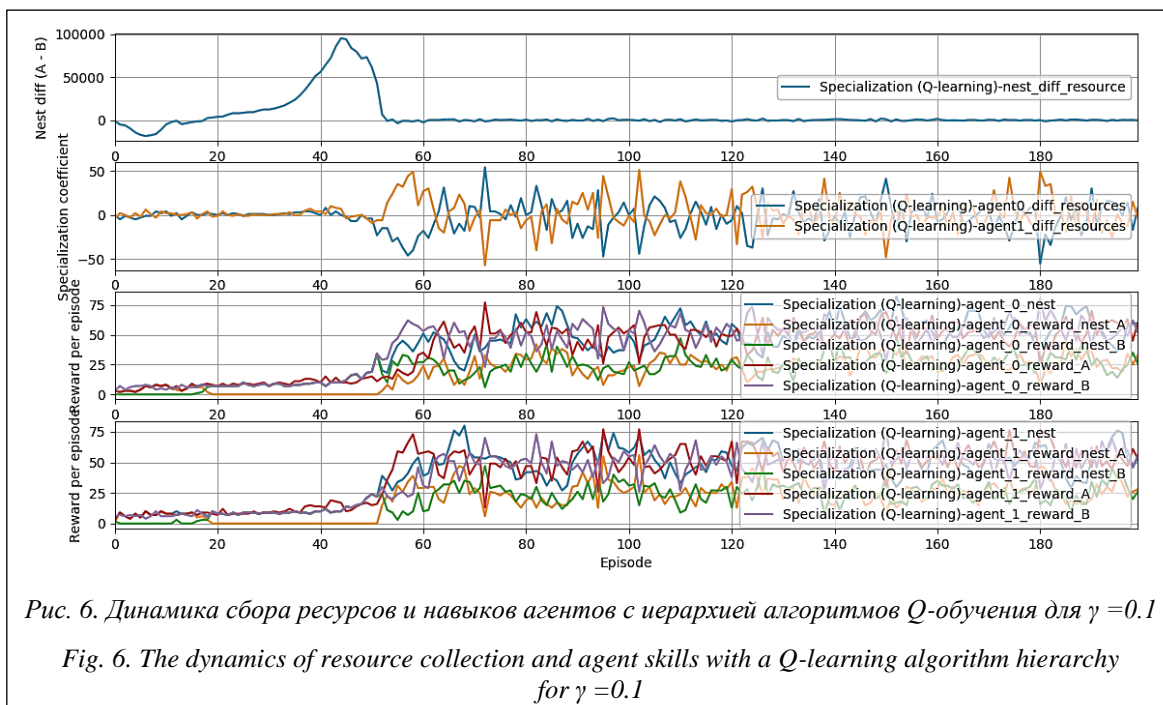 100000
50000
0
Nest diff (A - B)
Specialization (Q-learning)-nest_diff_resource
0 20 40 60 80 100 120 140 160 180
50
0
−50
Specialization coefficient
Specialization (Q-learning)-agent0_diff_resources
Specialization (Q-learning)-agent1_diff_resources
0 20 40 60 80 100 120 140 160 180
75
50
25
0
Reward per episode
Specialization (Q-learning)-agent_0_nest
Specialization (Q-learning)-agent_0_reward_nest_A
Specialization (Q-learning)-agent_0_reward_nest_B
Specialization (Q-learning)-agent_0_reward_A
Specialization (Q-learning)-agent_0_reward_B
0 20 40 60 80 100 120 140 160 180
75
50
25
0
Reward per episode
Specialization (Q-learning)-agent_1_nest
Specialization (Q-learning)-agent_1_reward_nest_A
Specialization (Q-learning)-agent_1_reward_nest_B
Specialization (Q-learning)-agent_1_reward_A
Specialization (Q-learning)-agent_1_reward_B
0 20 40 60 80 100 120 140 160 180
Episode
Рис. 6. Динамика сбора ресурсов и навыков агентов с иерархией алгоритмов Q-обучения для γ =0.1
Fig. 6. The dynamics of resource collection and agent skills with a Q-learning algorithm hierarchy
for γ =0.1